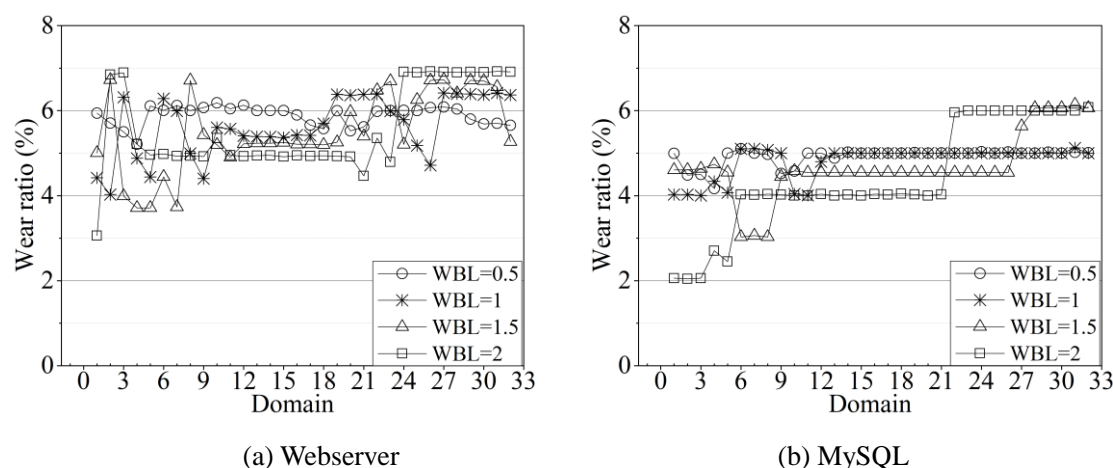 Wear ratio (%)
8
6
4
2
0
WBL=0.5
WBL=1
WBL=1.5
WBL=2
0 3 6 9 12 15 18 21 24 27 30 33
Domain
(a) Webserver
Wear ratio (%)
8
6
4
2
0
WBL=0.5
WBL=1
WBL=1.5
WBL=2
0 3 6 9 12 15 18 21 24 27 30 33
Domain
(b) MySQL